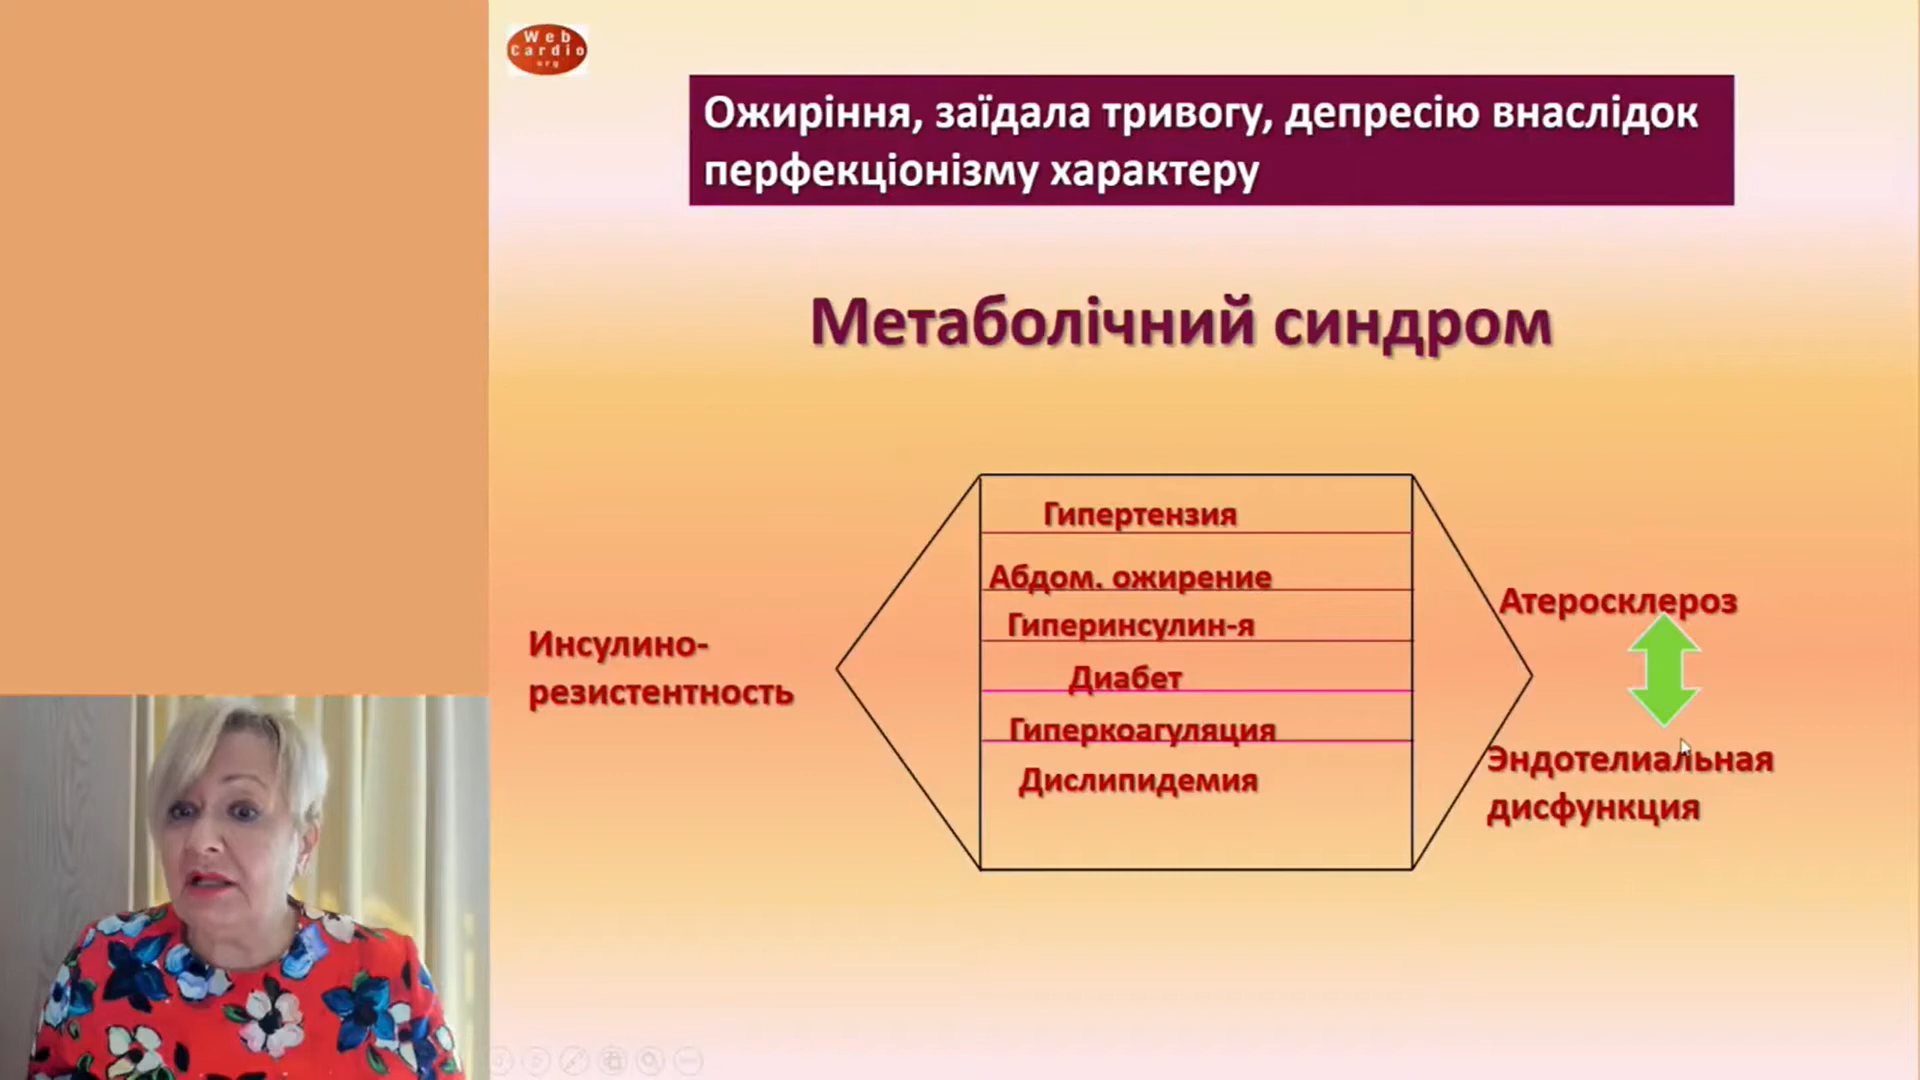 Web
Cardio
org
Ожиріння, заїдала тривогу, депресію внаслідок
перфекціонізму характеру
Метаболічний синдром
Инсулино-
резистентность
Гипертензия
Абдом. ожирение
Гиперинсулин-я
Диабет
Гиперкоагуляция
Дислипидемия
Атеросклероз
Эндотелиальная
дисфункция